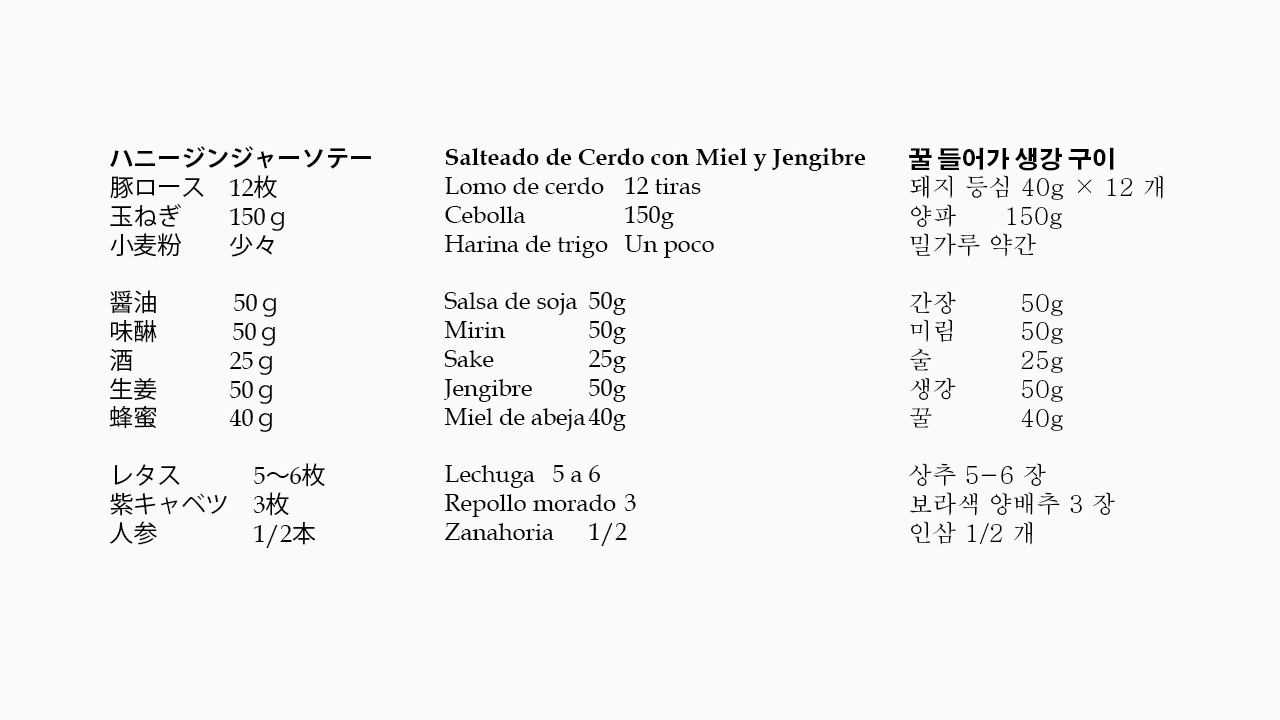 ハニージンジャーソテー
豚ロース 12枚
玉ねぎ 150ｇ
小麦粉 少々
醤油 50ｇ
味醂 50ｇ
酒 25ｇ
生姜 50ｇ
蜂蜜 40ｇ
レタス 5〜6枚
紫キャベツ 3枚
人参 1/2本
Salteado de Cerdo con Miel y Jengibre
Lomo de cerdo 12 tiras
Cebolla 150g
Harina de trigo Un poco
Salsa de soja 50g
Mirin 50g
Sake 25g
Jengibre 50g
Miel de abeja 40g
Lechuga 5 a 6
Repollo morado 3
Zanahoria 1/2
꿀 들어가 생강 구이
돼지 등심 40g × 12 개
양파 150g
밀가루 약간
간장 50g
미림 50g
술 25g
생강 50g
꿀 40g
상추 5-6 장
보라색 양배추 3 장
인삼 1/2 개